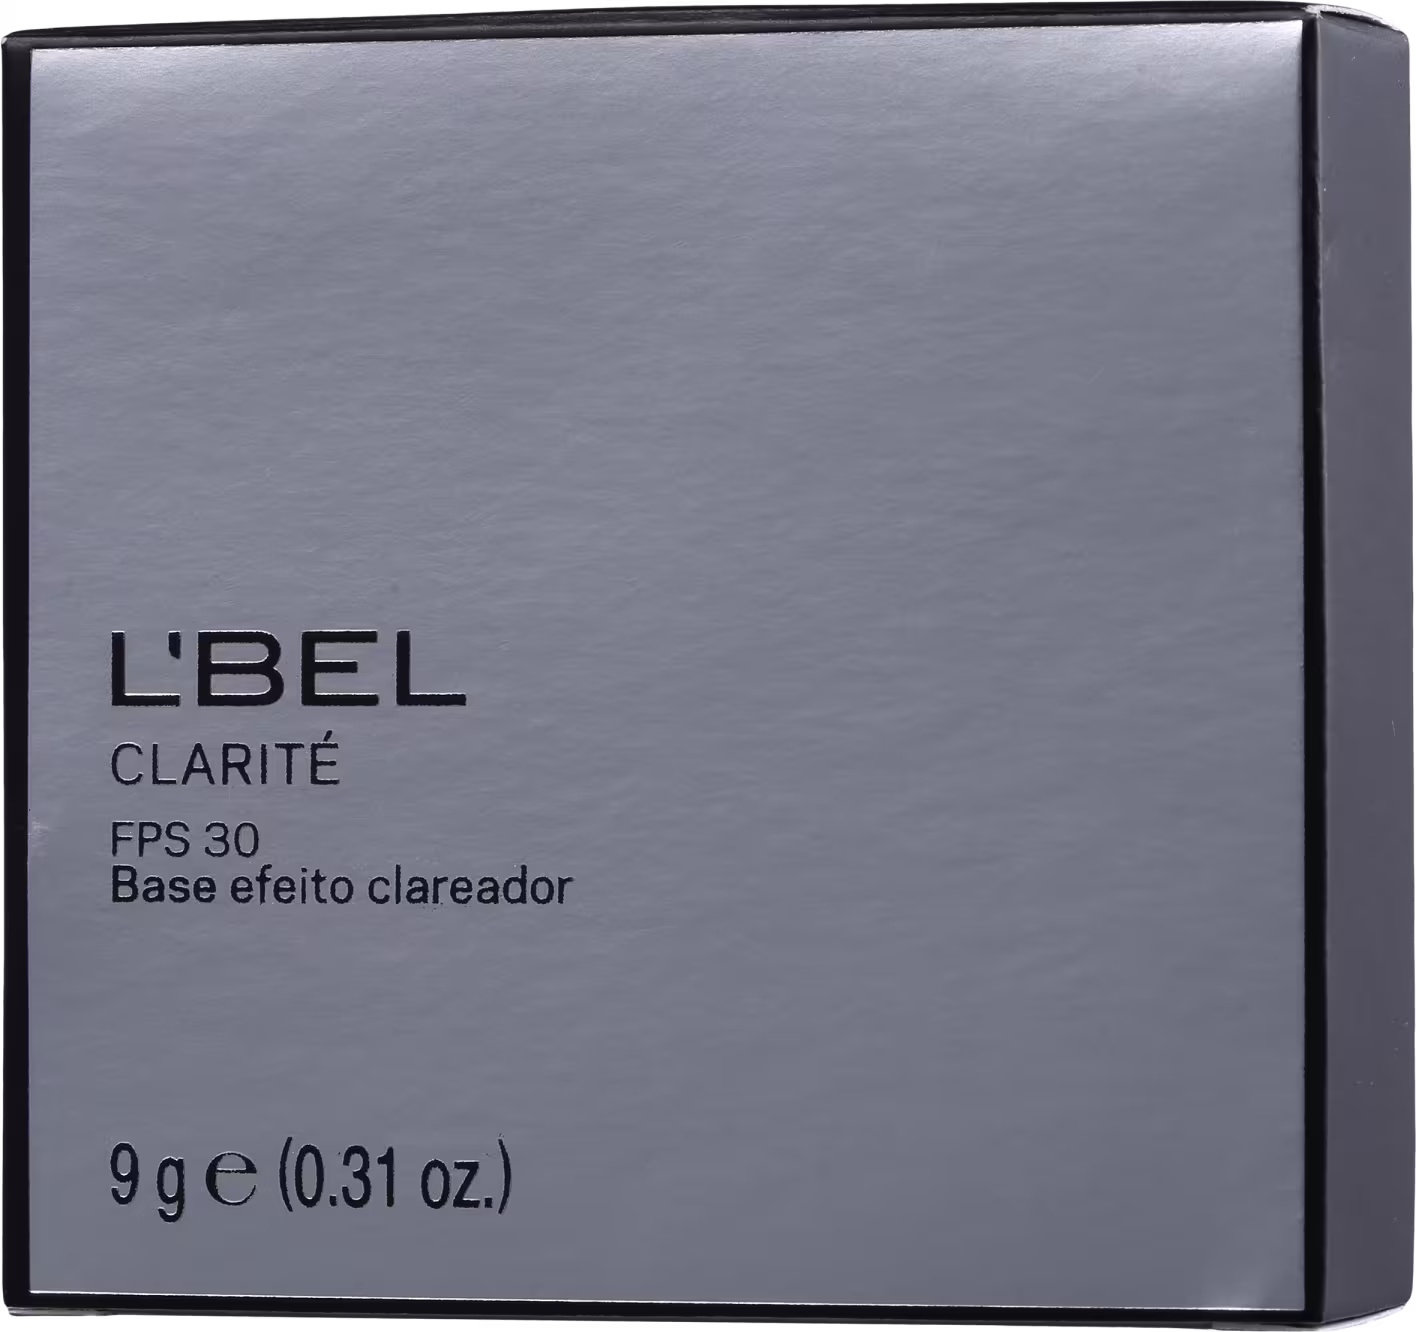 L'BEL
CLARITÉ
FPS 30
Base efeito clareador
9 g ℮ (0.31 oz.)